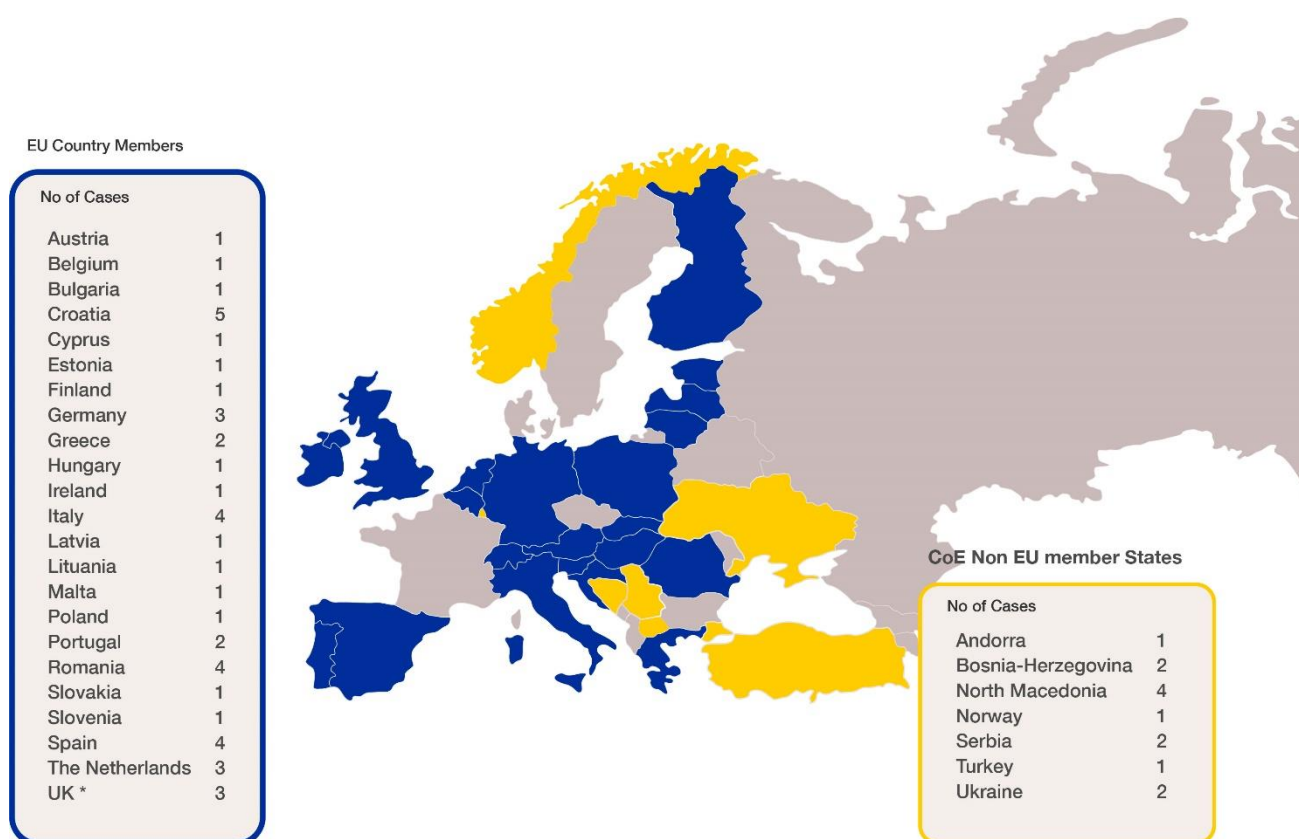 EU Country Members
No of Cases
Austria 1
Belgium 1
Bulgaria 1
Croatia 5
Cyprus 1
Estonia 1
Finland 1
Germany 3
Greece 2
Hungary 1
Ireland 1
Italy 4
Latvia 1
Lituania 1
Malta 1
Poland 1
Portugal 2
Romania 4
Slovakia 1
Slovenia 1
Spain 4
The Netherlands 3
UK * 3
CoE Non EU member States
No of Cases
Andorra 1
Bosnia-Herzegovina 2
North Macedonia 4
Norway 1
Serbia 2
Turkey 1
Ukraine 2